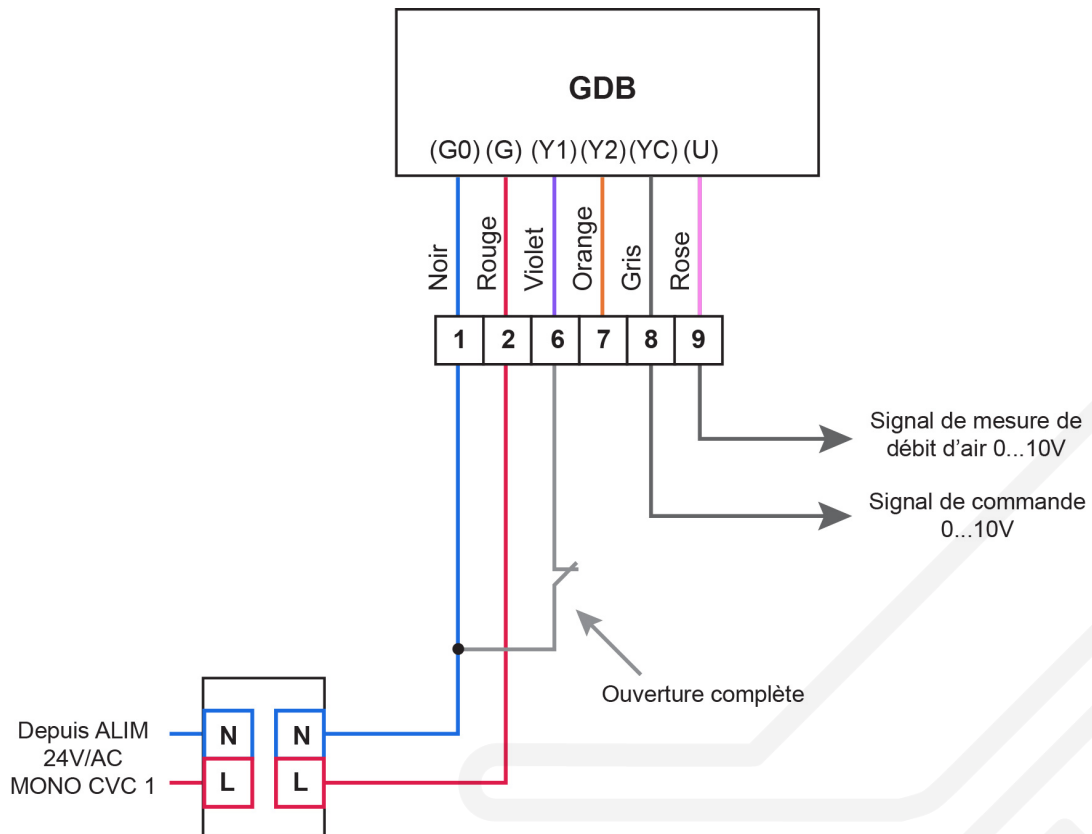 GDB
(G0) (G) (Y1) (Y2) (YC) (U)
Noir
Rouge
Violet
Orange
Gris
Rose
1 2 6 7 8 9
Signal de mesure de
débit d’air 0...10V
Signal de commande
0...10V
Ouverture complète
Depuis ALIM
24V/AC
MONO CVC 1
N N
L L